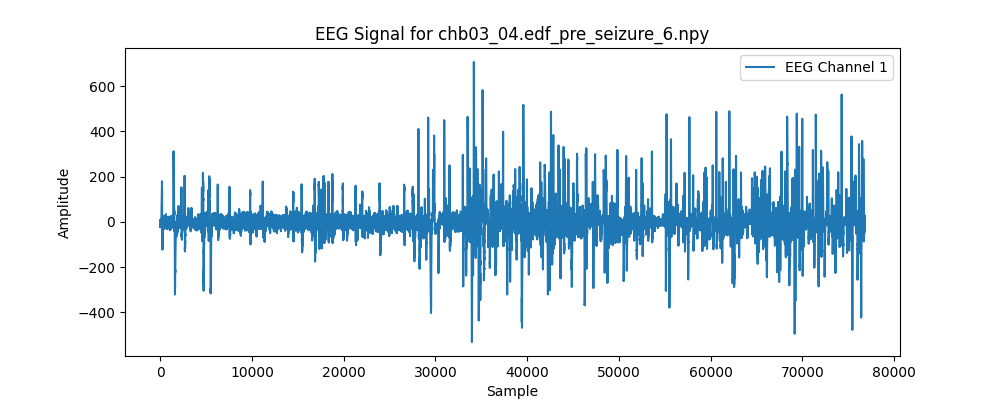 EEG Signal for chb03_04.edf_pre_seizure_6.npy
EEG Channel 1
600
400
200
0
−200
−400
Amplitude
0 10000 20000 30000 40000 50000 60000 70000 80000
Sample